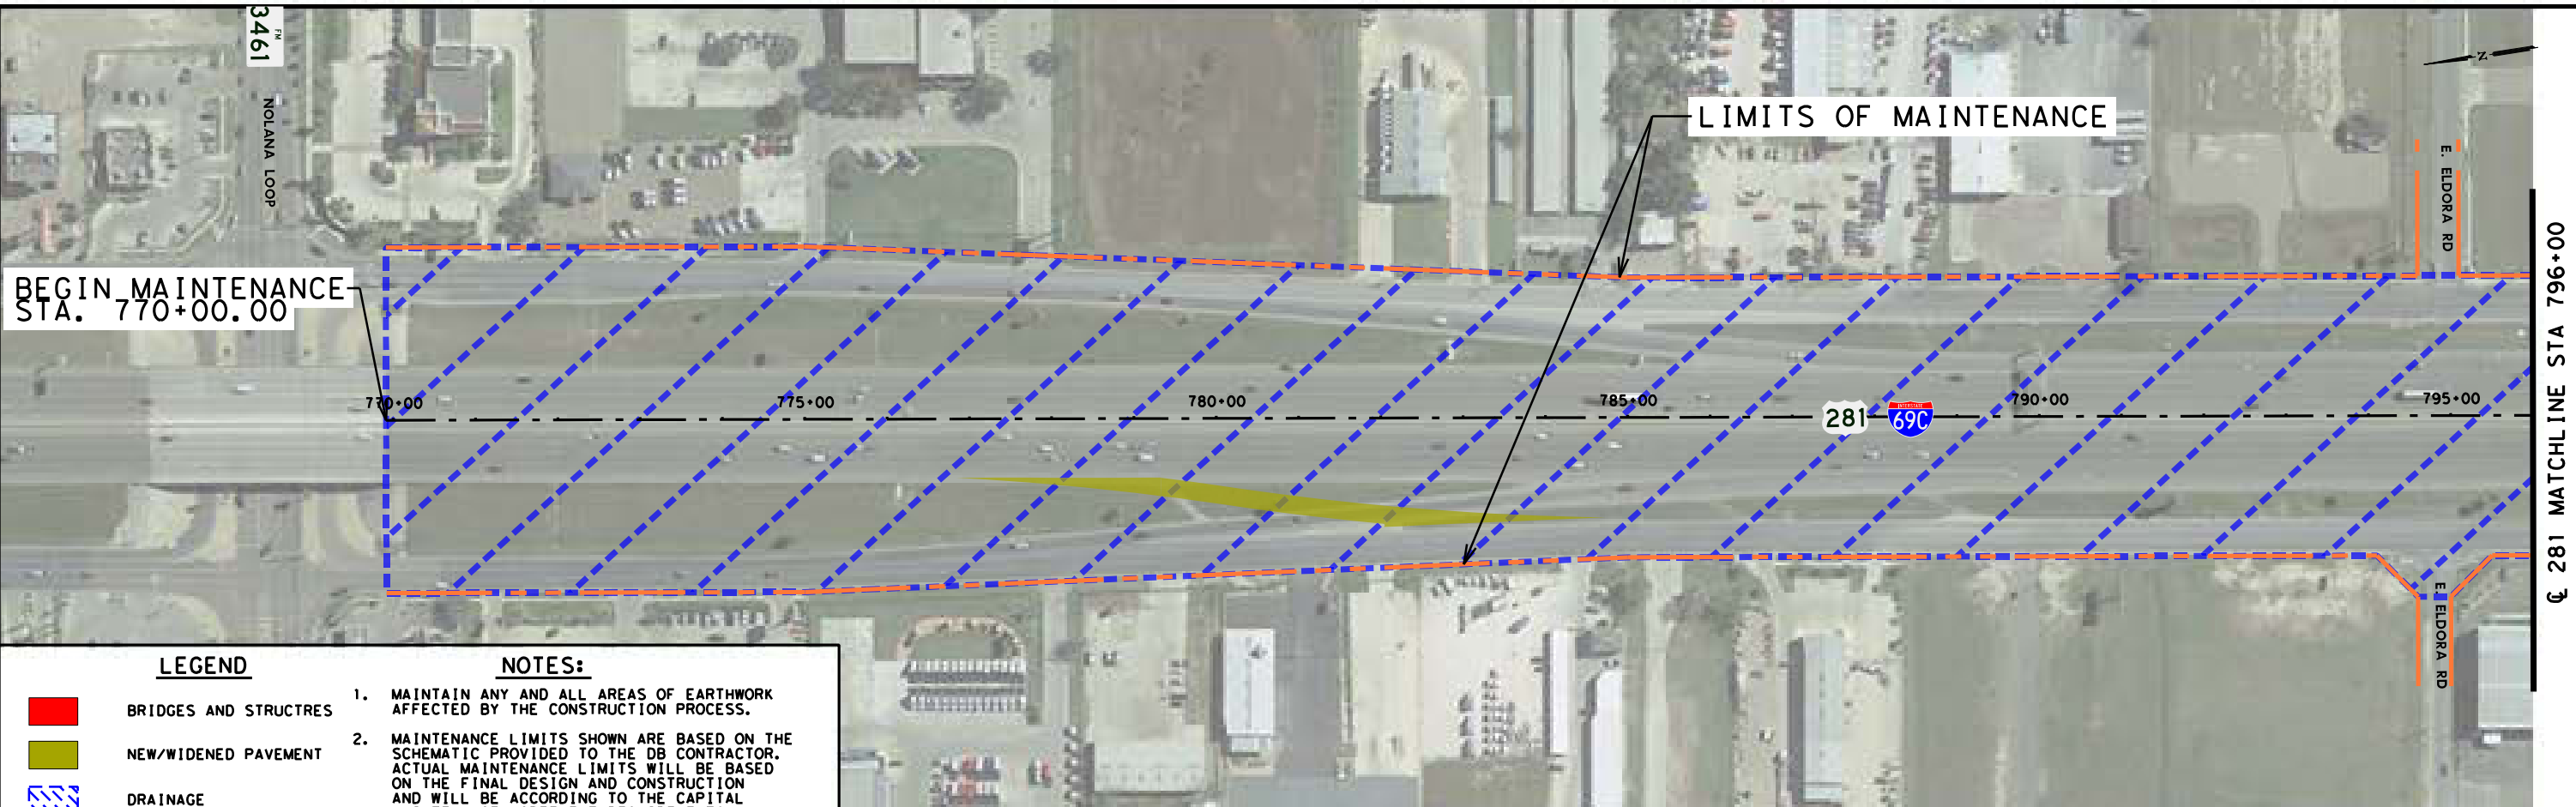 FM
3461
NOLANA LOOP
LIMITS OF MAINTENANCE
N
E. ELDORA RD
BEGIN MAINTENANCE
STA. 770+00.00
770+00
775+00
780+00
785+00
790+00
795+00
281
INTERSTATE
69C
℄ 281 MATCHLINE STA 796+00
E. ELDORA RD
LEGEND
BRIDGES AND STRUCTRES
NEW/WIDENED PAVEMENT
DRAINAGE
NOTES:
1. MAINTAIN ANY AND ALL AREAS OF EARTHWORK
AFFECTED BY THE CONSTRUCTION PROCESS.
2. MAINTENANCE LIMITS SHOWN ARE BASED ON THE
SCHEMATIC PROVIDED TO THE DB CONTRACTOR.
ACTUAL MAINTENANCE LIMITS WILL BE BASED
ON THE FINAL DESIGN AND CONSTRUCTION
AND WILL BE ACCORDING TO THE CAPITAL